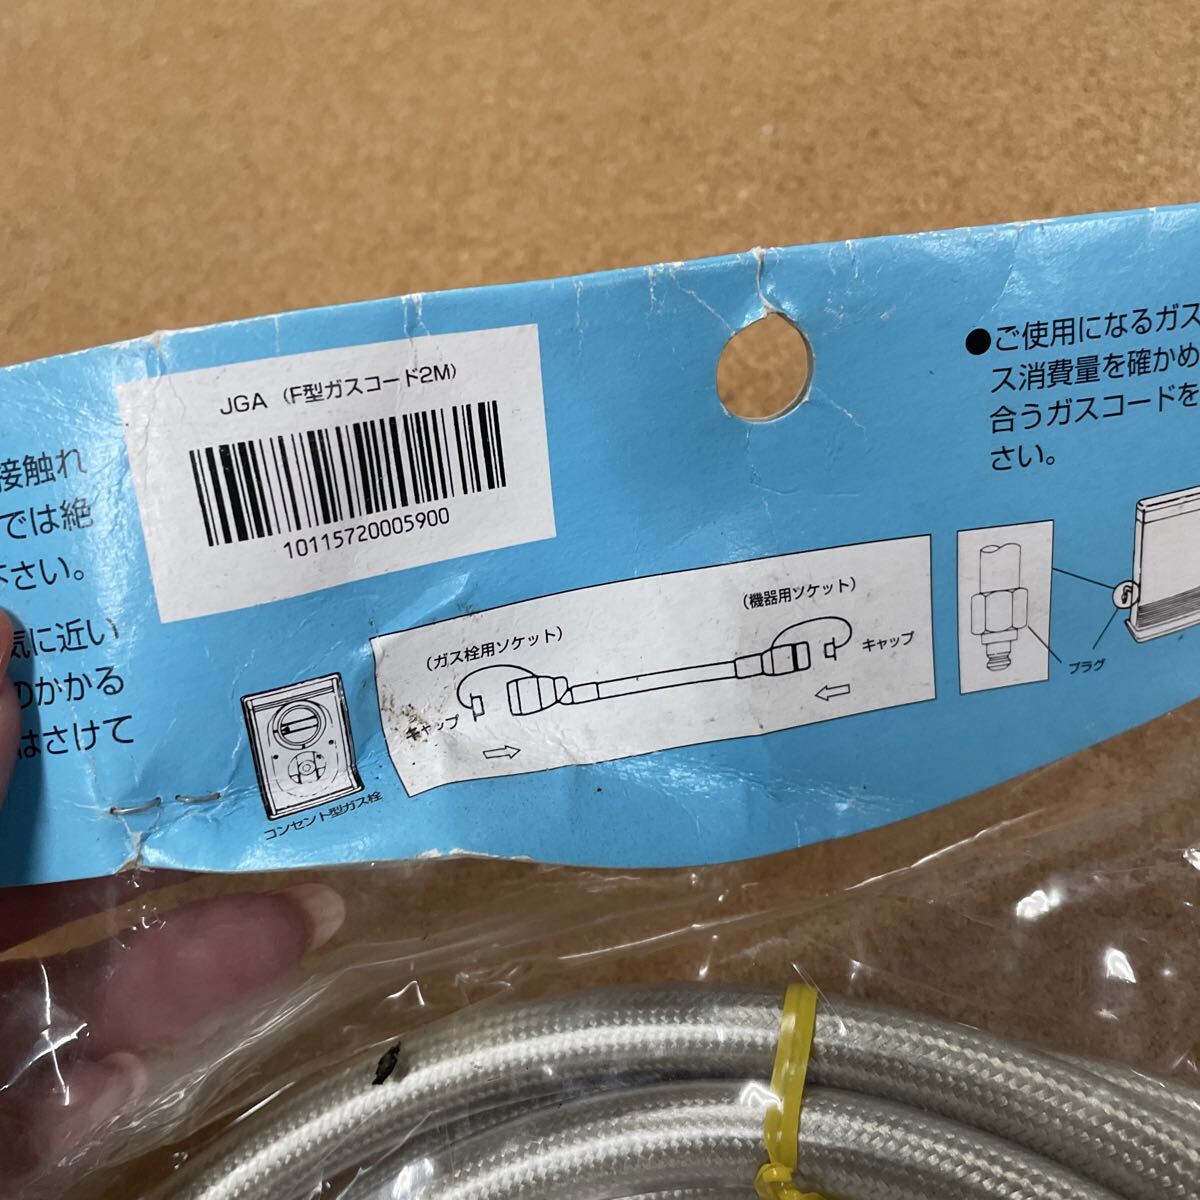 JGA（F型ガスコード2M）
10115720005900
接触れ
では絶
下さい。
気に近い
のかかる
はさけて
●ご使用になるガス
ス消費量を確かめ
合うガスコードを
さい。
（ガス栓用ソケット）
（機器用ソケット）
キャップ
キャップ
プラグ
コンセント型ガス栓